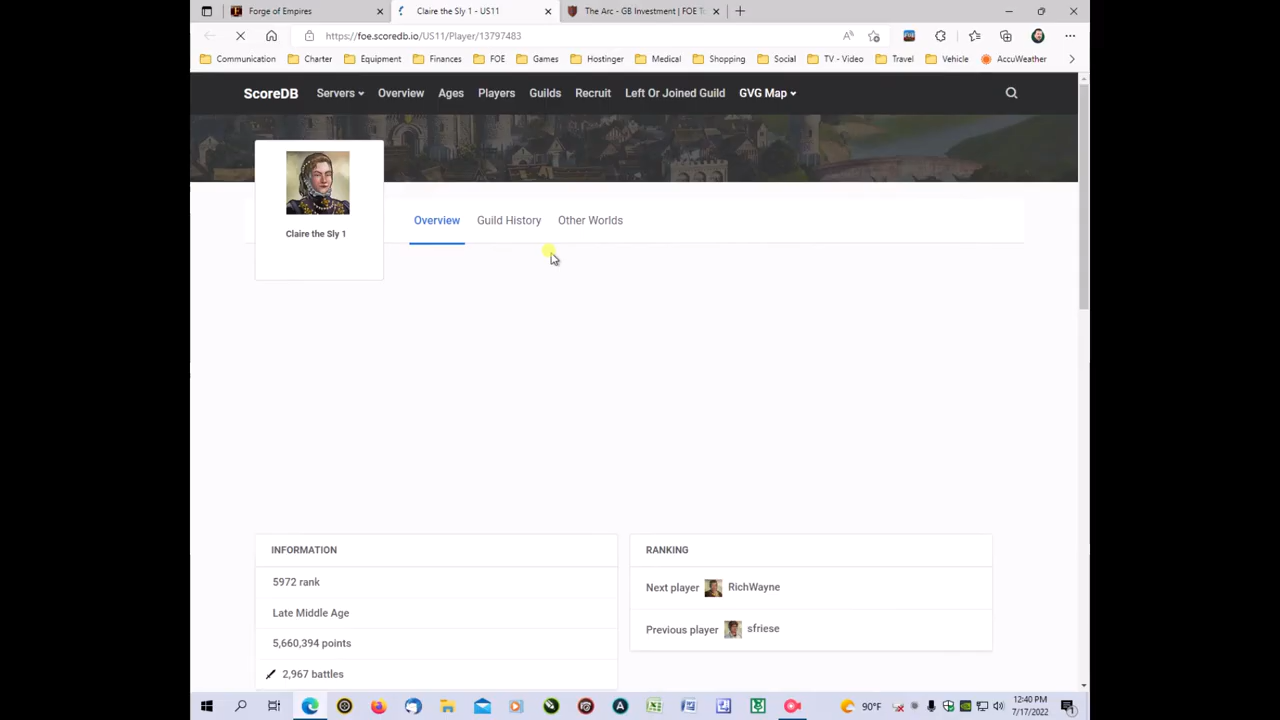 Forge of Empires
Claire the Sly 1 - US11
The Arc - GB Investment | FOE To
https://foe.scoredb.io/US11/Player/13797483
Communication
Charter
Equipment
Finances
FOE
Games
Hostinger
Medical
Shopping
Social
TV - Video
Travel
Vehicle
AccuWeather
ScoreDB
Servers
Overview
Ages
Players
Guilds
Recruit
Left Or Joined Guild
GVG Map
Claire the Sly 1
Overview
Guild History
Other Worlds
INFORMATION
5972 rank
Late Middle Age
5,660,394 points
2,967 battles
RANKING
Next player RichWayne
Previous player sfriese
90°F
12:40 PM
7/17/2022